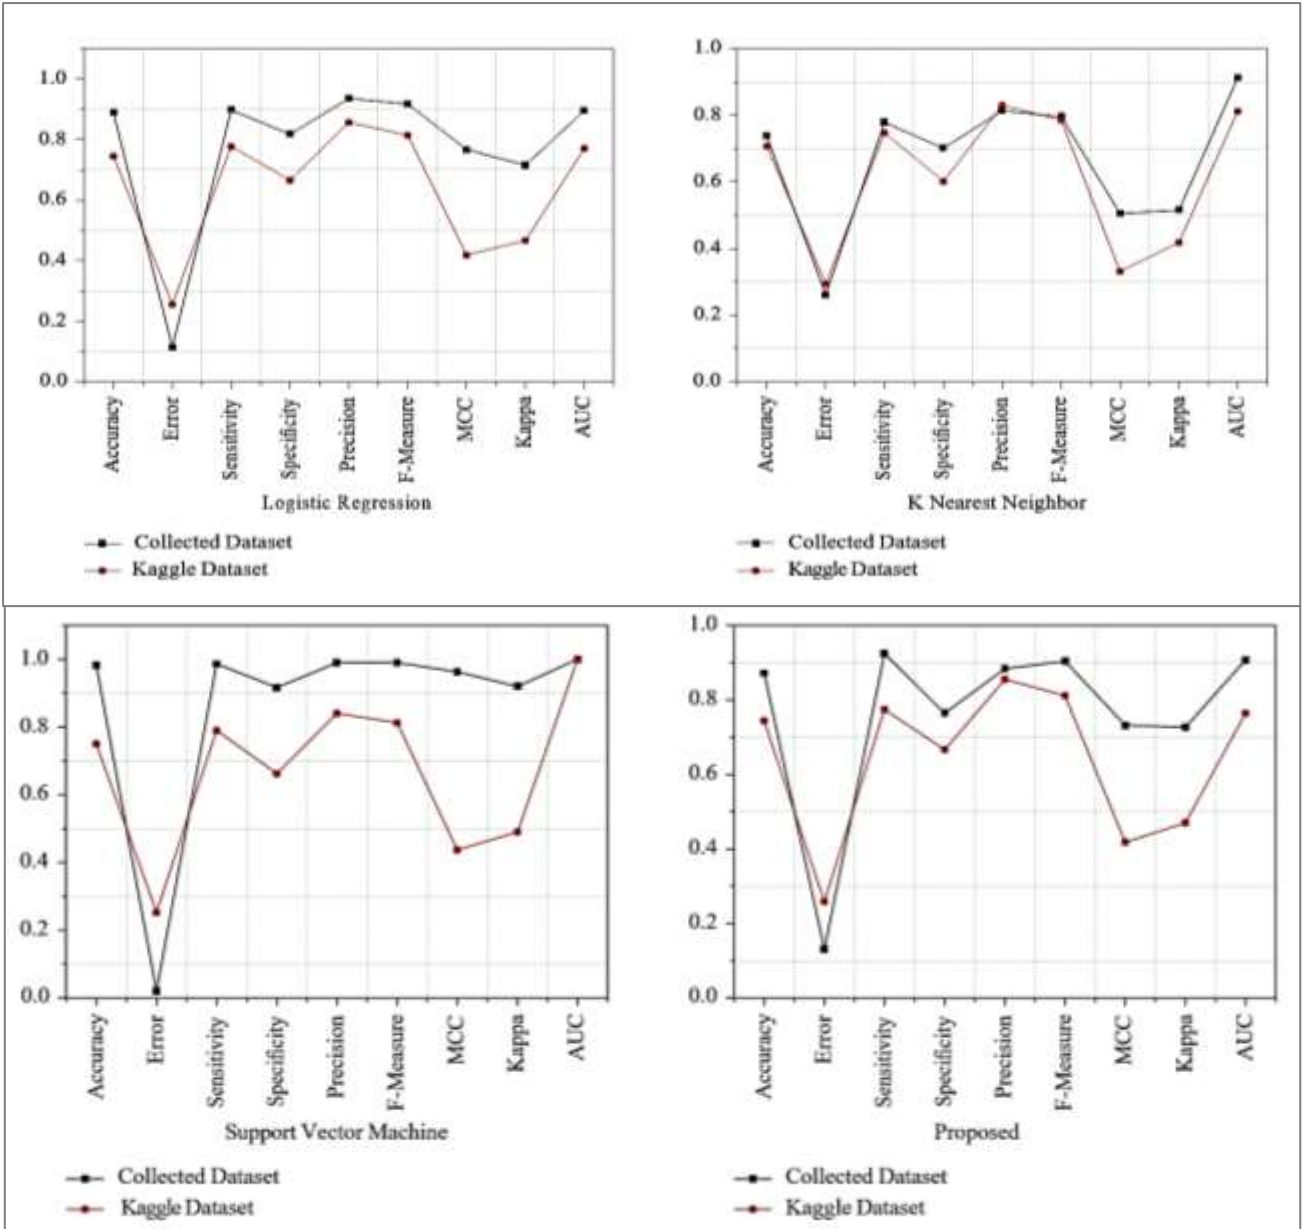 1.0
0.8
0.6
0.4
0.2
0.0
Accuracy
Error
Sensitivity
Specificity
Precision
F-Measure
MCC
Kappa
AUC
Logistic Regression
Collected Dataset
Kaggle Dataset
1.0
0.8
0.6
0.4
0.2
0.0
Accuracy
Error
Sensitivity
Specificity
Precision
F-Measure
MCC
Kappa
AUC
K Nearest Neighbor
Collected Dataset
Kaggle Dataset
1.0
0.8
0.6
0.4
0.2
0.0
Accuracy
Error
Sensitivity
Specificity
Precision
F-Measure
MCC
Kappa
AUC
Support Vector Machine
Collected Dataset
Kaggle Dataset
1.0
0.8
0.6
0.4
0.2
0.0
Accuracy
Error
Sensitivity
Specificity
Precision
F-Measure
MCC
Kappa
AUC
Proposed
Collected Dataset
Kaggle Dataset